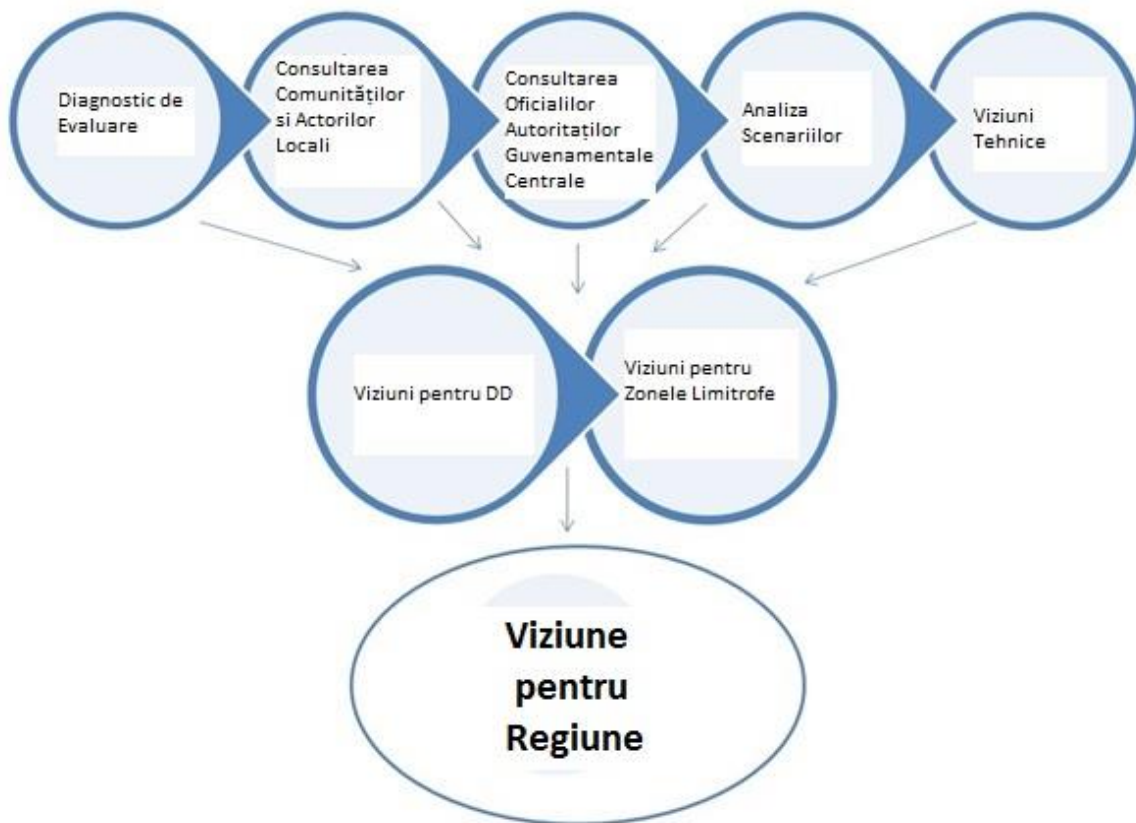 Diagnostic de
Evaluare
Consultarea
Comunităților
si Actorilor
Locali
Consultarea
Oficialilor
Autoritaților
Guvenamentale
Centrale
Analiza
Scenariilor
Viziuni
Tehnice
Viziuni pentru DD
Viziuni pentru
Zonele Limitrofe
Viziune
pentru
Regiune